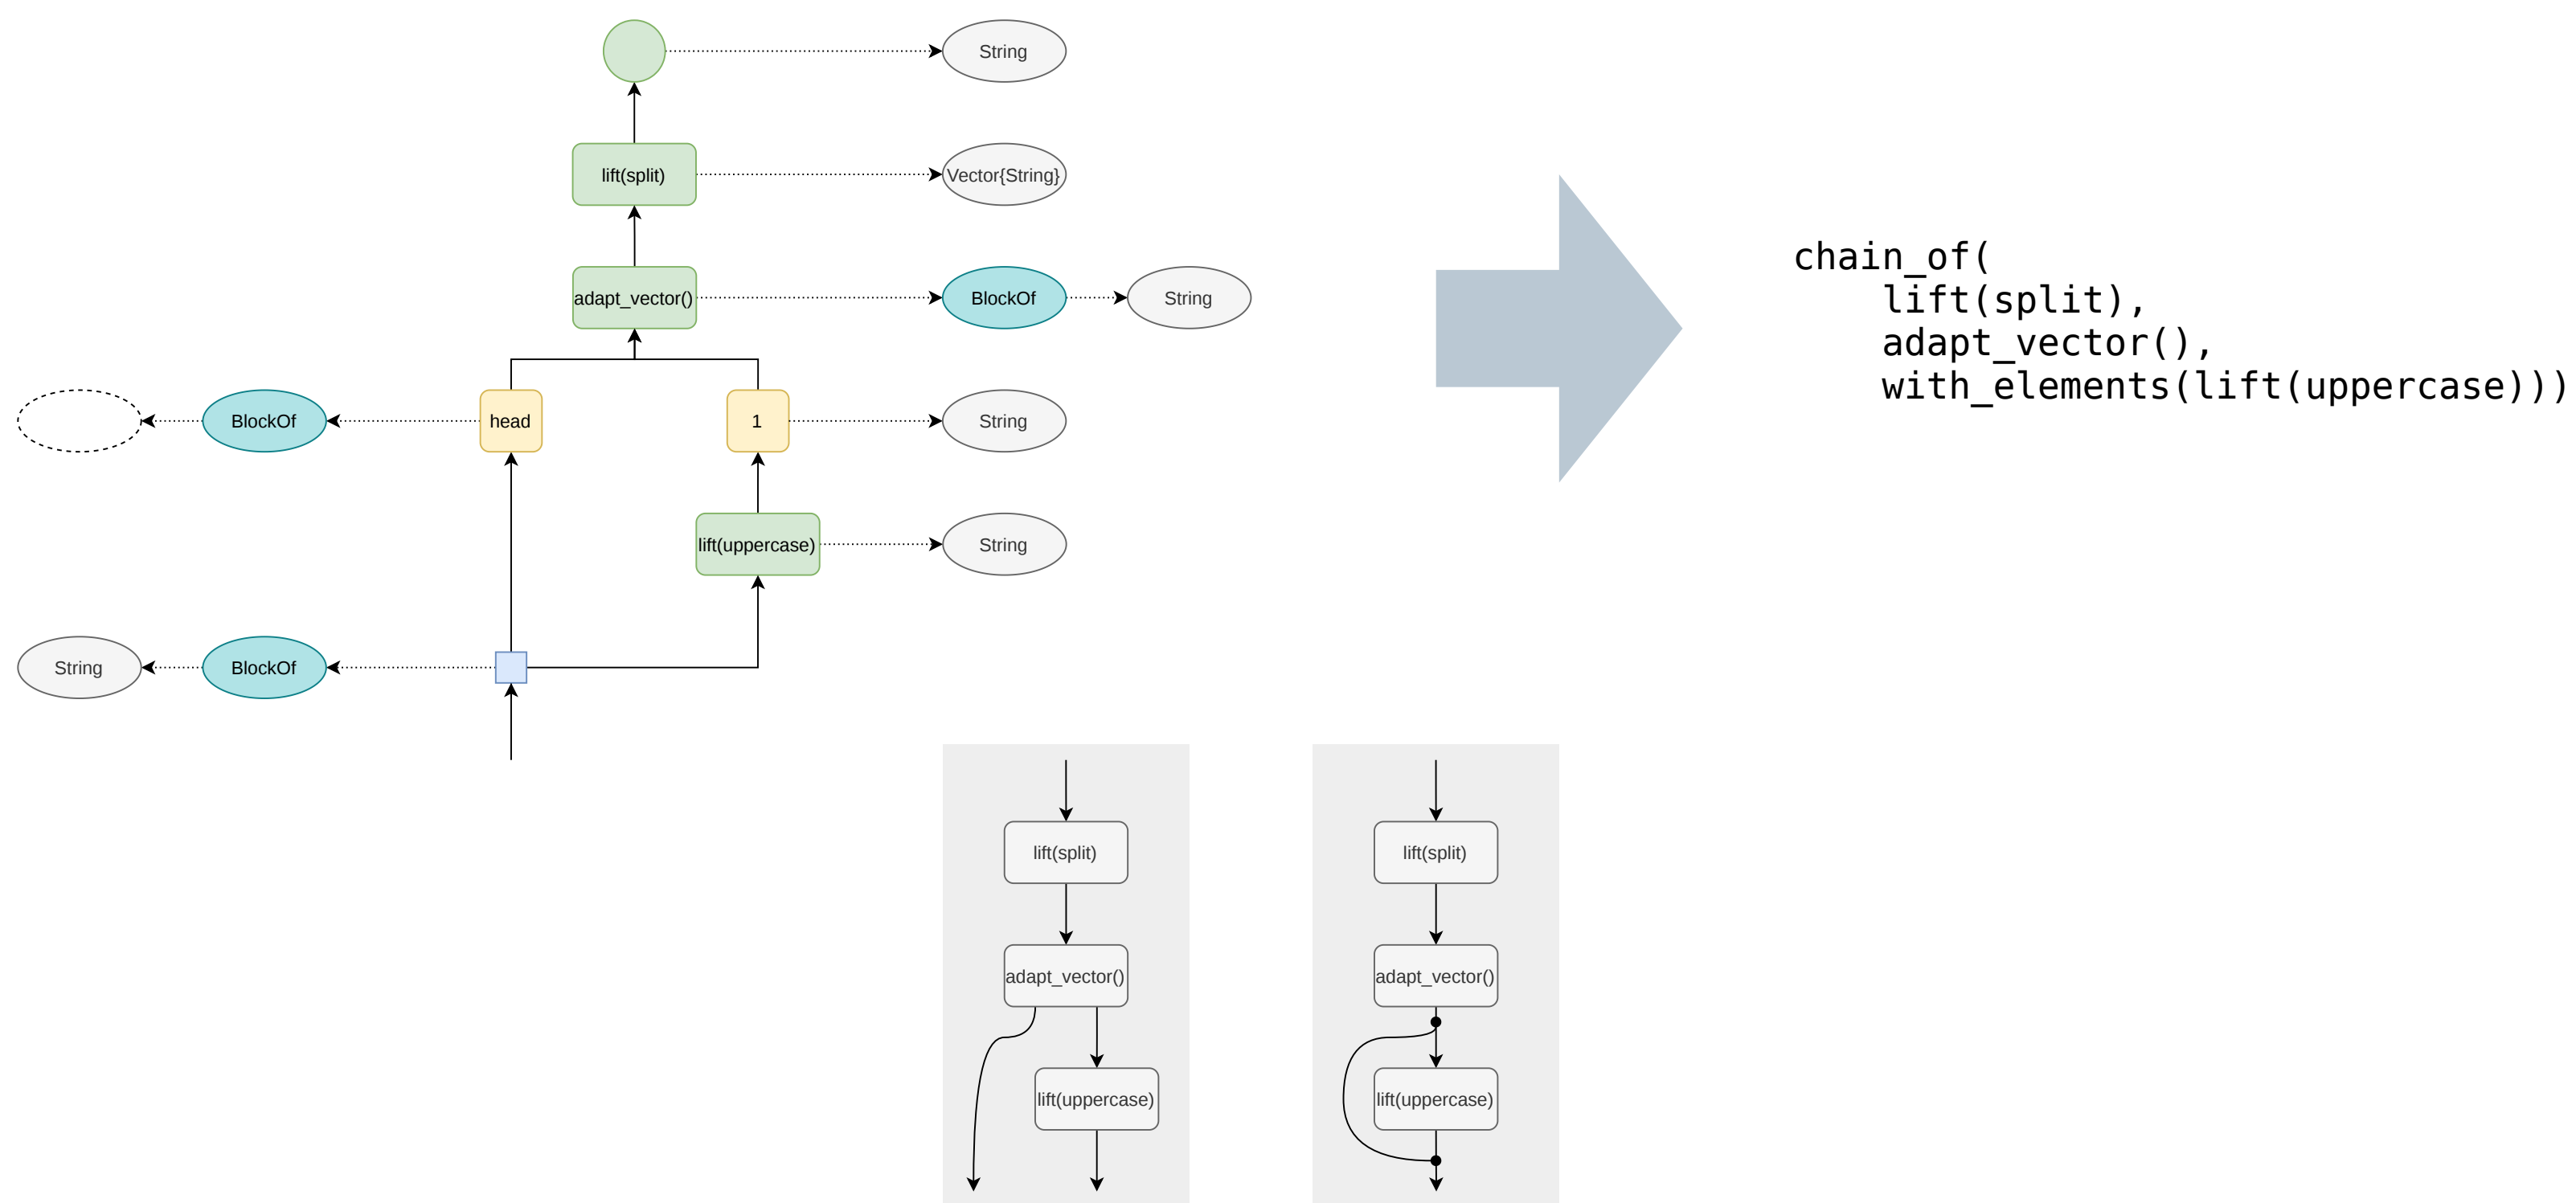 String
lift(split)
Vector{String}
adapt_vector()
BlockOf
String
BlockOf
head
1
String
lift(uppercase)
String
String
BlockOf
chain_of(
    lift(split),
    adapt_vector(),
    with_elements(lift(uppercase)))
lift(split)
adapt_vector()
lift(uppercase)
lift(split)
adapt_vector()
lift(uppercase)